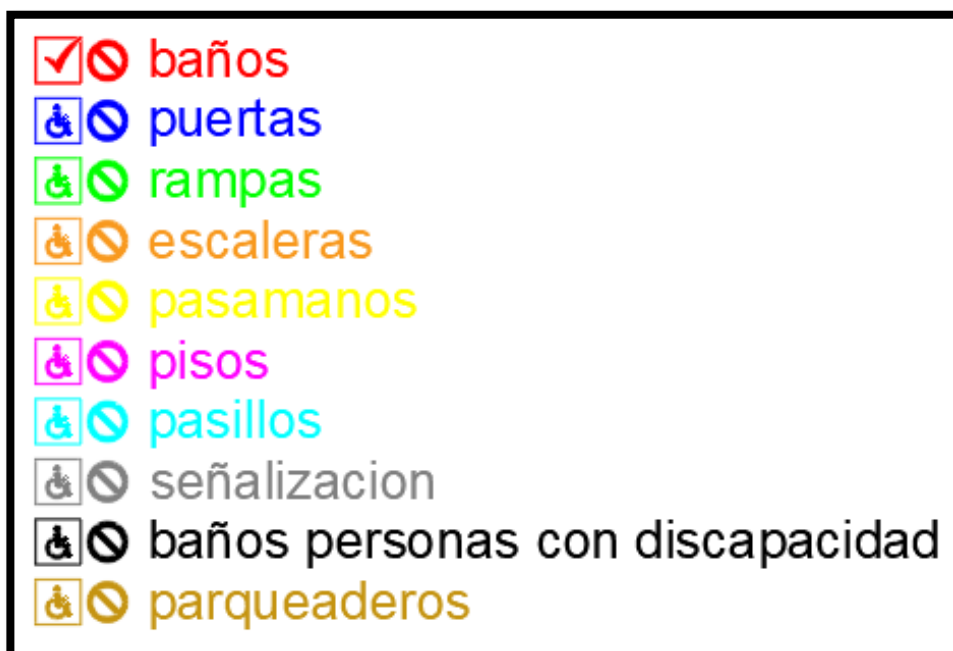 baños
puertas
rampas
escaleras
pasamanos
pisos
pasillos
señalizacion
baños personas con discapacidad
parqueaderos